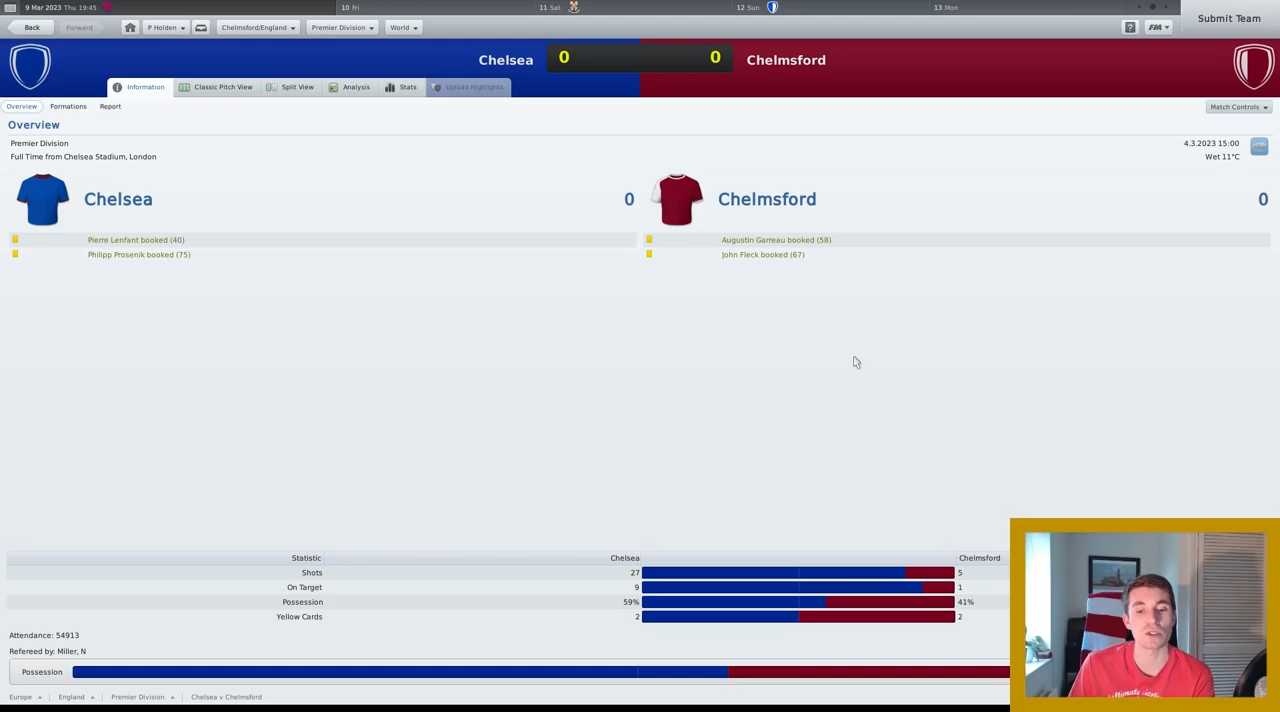 9 Mar 2023 Thu 19:45 10 Fri 11 Sat 12 Sun 13 Mon
Submit Team
Back Forward P Holden Chelmsford/England Premier Division World ? FM
Chelsea 0 0 Chelmsford
Information Classic Pitch View Split View Analysis Stats Upload Highlights
Overview Formations Report Match Controls
Overview
Premier Division 4.3.2023 15:00
Full Time from Chelsea Stadium, London Wet 11°C
Chelsea 0 Chelmsford 0
Pierre Lenfant booked (40) Augustin Garreau booked (58)
Philipp Prosenik booked (75) John Fleck booked (67)
Statistic Chelsea Chelmsford
Shots 27 5
On Target 9 1
Possession 59% 41%
Yellow Cards 2 2
Attendance: 54913
Refereed by: Miller, N
Possession
Europe England Premier Division Chelsea v Chelmsford